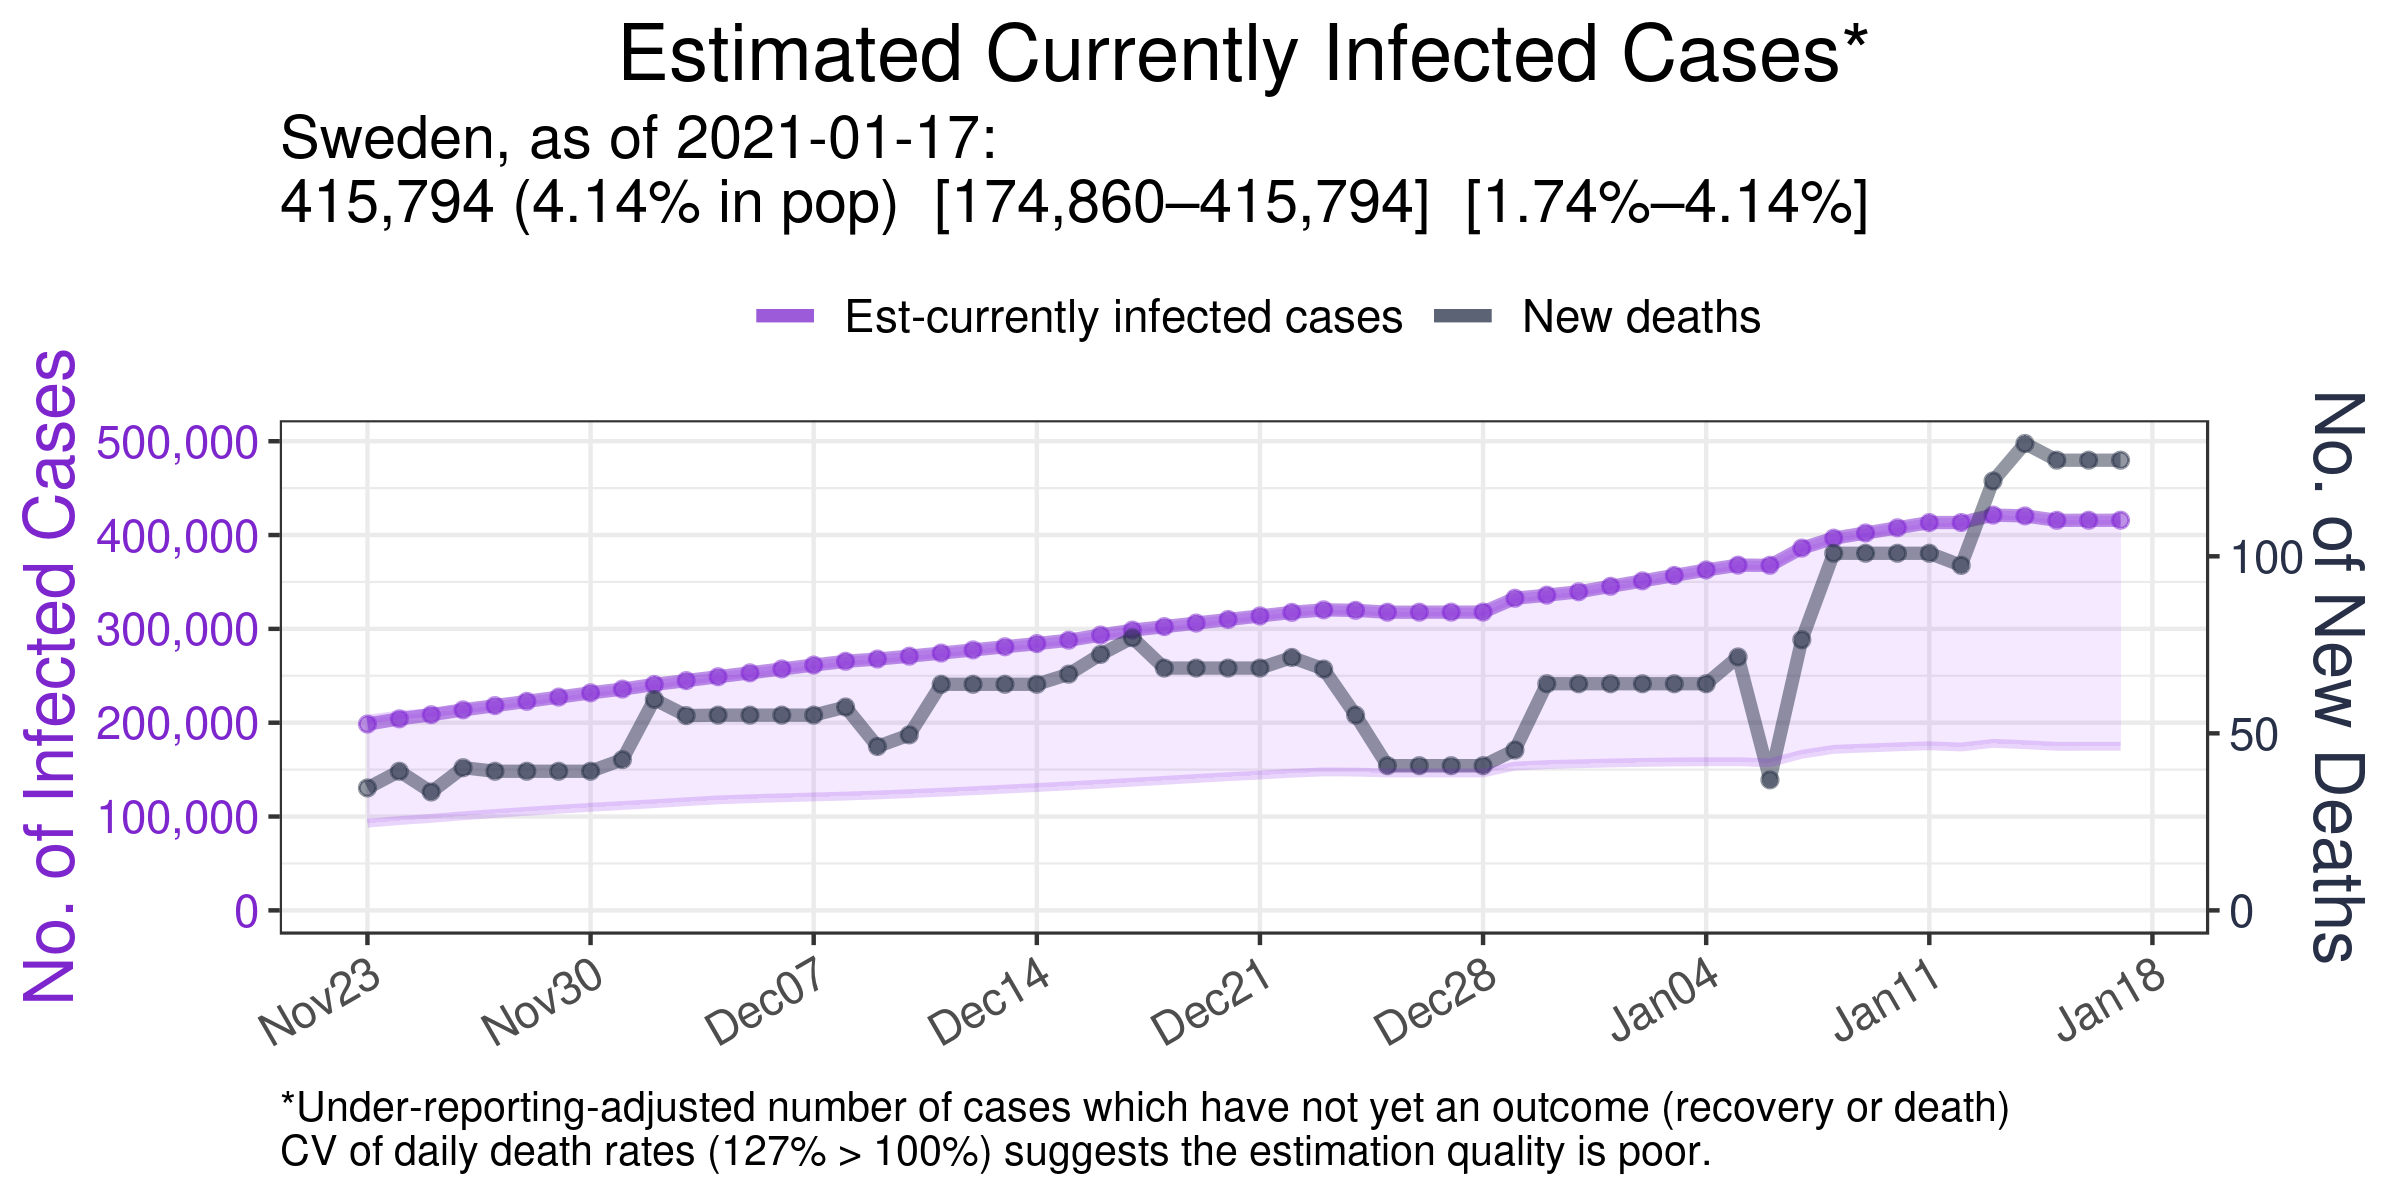 Estimated Currently Infected Cases*
Sweden, as of 2021-01-17:
415,794 (4.14% in pop)  [174,860–415,794]  [1.74%–4.14%]
Est-currently infected cases
New deaths
No. of Infected Cases
500,000
400,000
300,000
200,000
100,000
0
No. of New Deaths
100
50
0
Nov23
Nov30
Dec07
Dec14
Dec21
Dec28
Jan04
Jan11
Jan18
*Under-reporting-adjusted number of cases which have not yet an outcome (recovery or death)
CV of daily death rates (127% > 100%) suggests the estimation quality is poor.